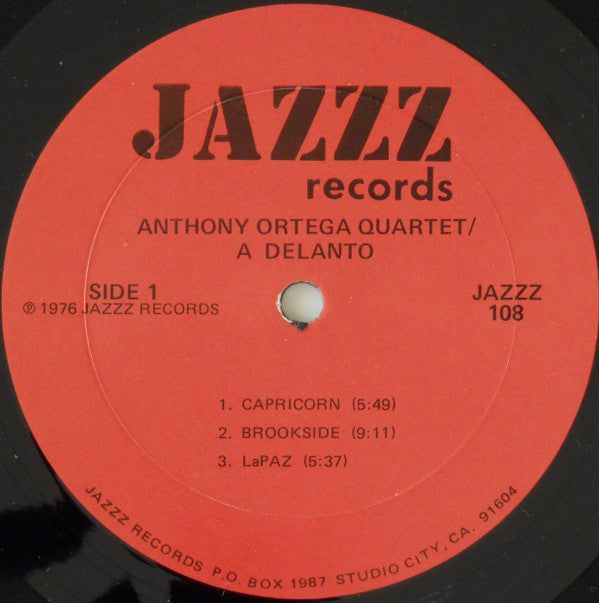 JAZZZ
records
ANTHONY ORTEGA QUARTET/
A DELANTO
SIDE 1
℗ 1976 JAZZZ RECORDS
JAZZZ
108
1. CAPRICORN (5:49)
2. BROOKSIDE (9:11)
3. LaPAZ (5:37)
JAZZZ RECORDS P.O. BOX 1987 STUDIO CITY, CA. 91604